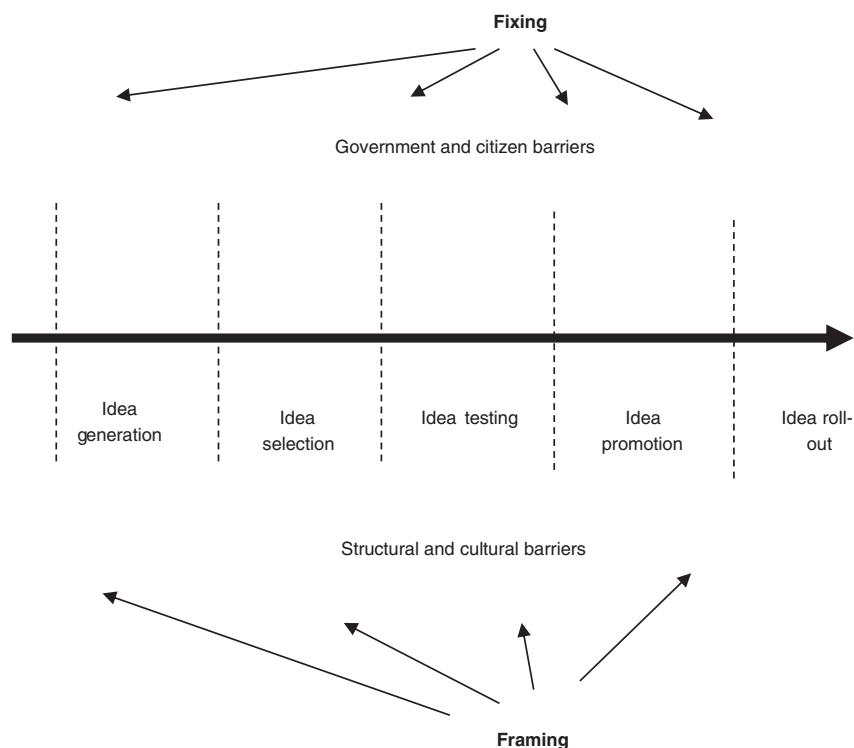 Fixing
Government and citizen barriers
Idea
generation
Idea
selection
Idea testing
Idea
promotion
Idea roll-
out
Structural and cultural barriers
Framing